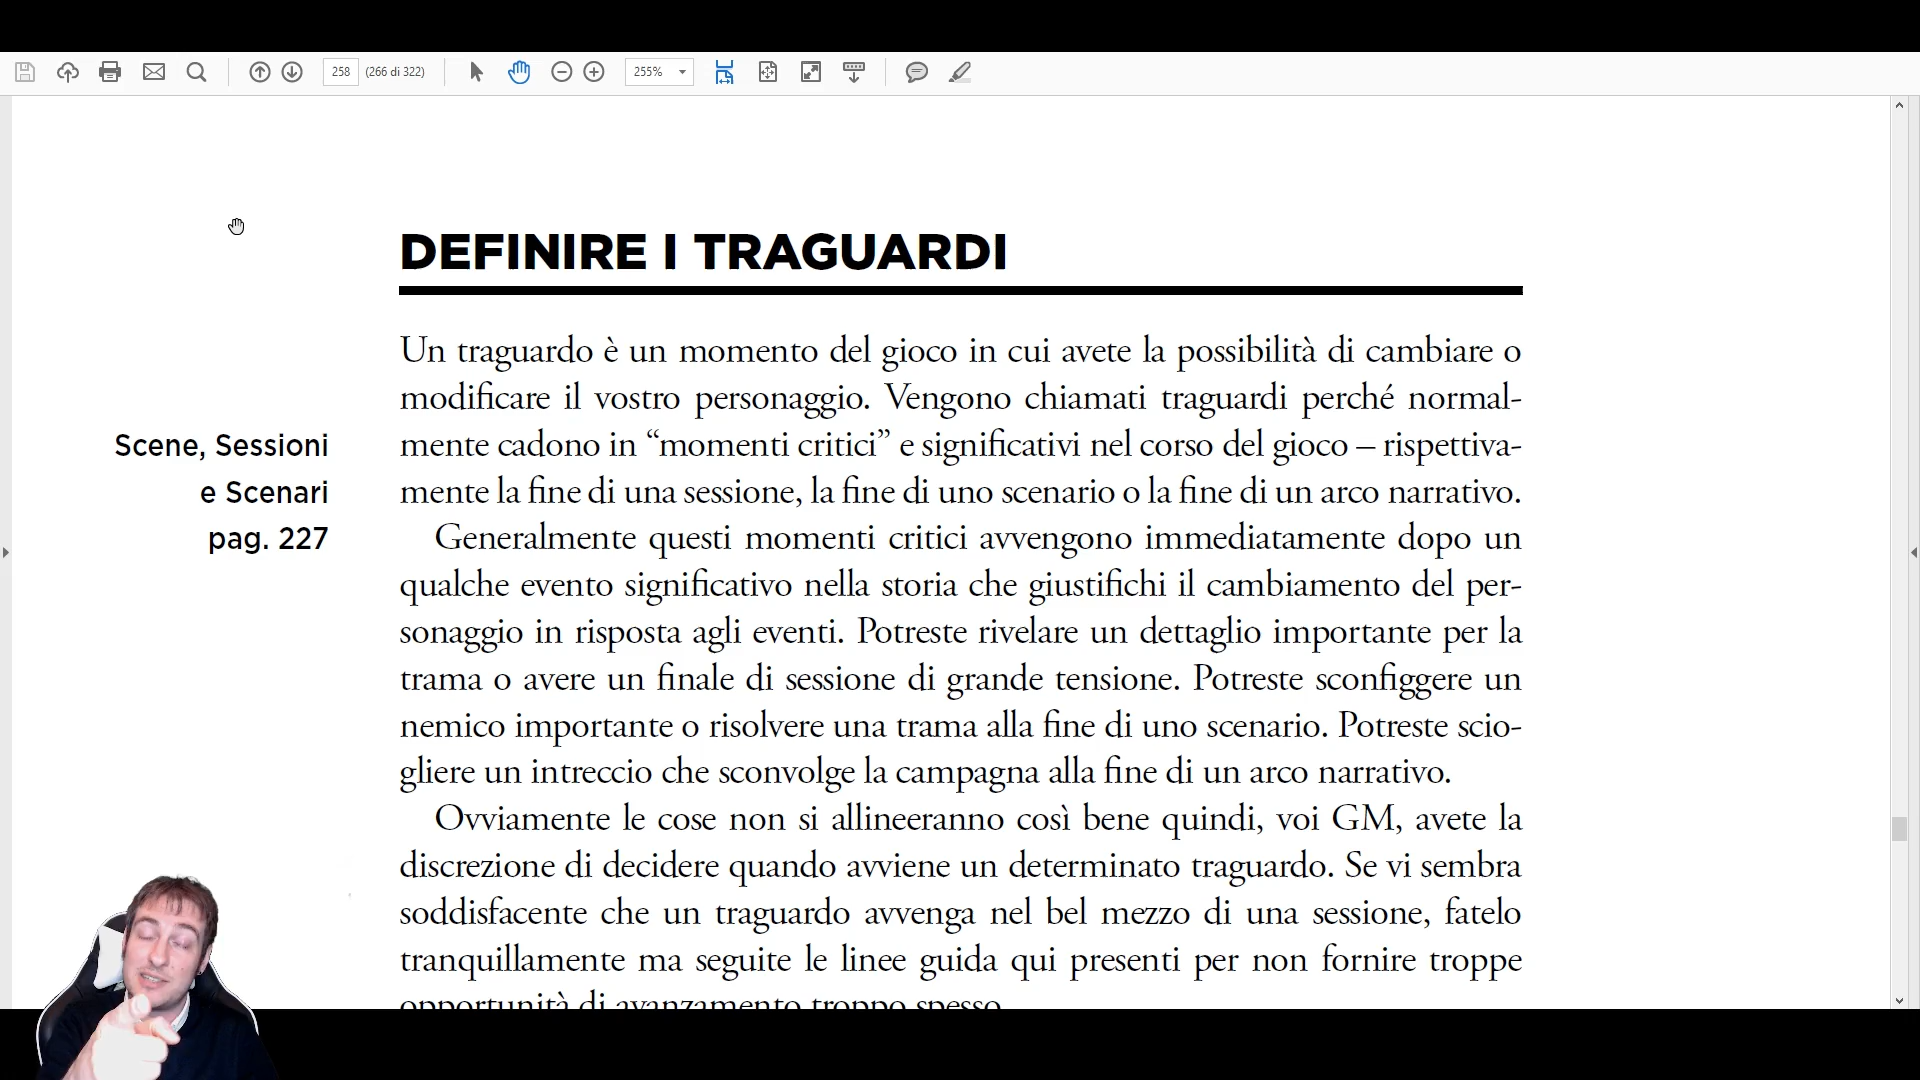 258 (266 di 322) 255%
DEFINIRE I TRAGUARDI
Un traguardo è un momento del gioco in cui avete la possibilità di cambiare o
modificare il vostro personaggio. Vengono chiamati traguardi perché normal-
mente cadono in “momenti critici” e significativi nel corso del gioco – rispettiva-
mente la fine di una sessione, la fine di uno scenario o la fine di un arco narrativo.
Scene, Sessioni
e Scenari
pag. 227
Generalmente questi momenti critici avvengono immediatamente dopo un
qualche evento significativo nella storia che giustifichi il cambiamento del per-
sonaggio in risposta agli eventi. Potreste rivelare un dettaglio importante per la
trama o avere un finale di sessione di grande tensione. Potreste sconfiggere un
nemico importante o risolvere una trama alla fine di uno scenario. Potreste scio-
gliere un intreccio che sconvolge la campagna alla fine di un arco narrativo.
Ovviamente le cose non si allineeranno così bene quindi, voi GM, avete la
discrezione di decidere quando avviene un determinato traguardo. Se vi sembra
soddisfacente che un traguardo avvenga nel bel mezzo di una sessione, fatelo
tranquillamente ma seguite le linee guida qui presenti per non fornire troppe
opportunità di avanzamento troppo spesso.